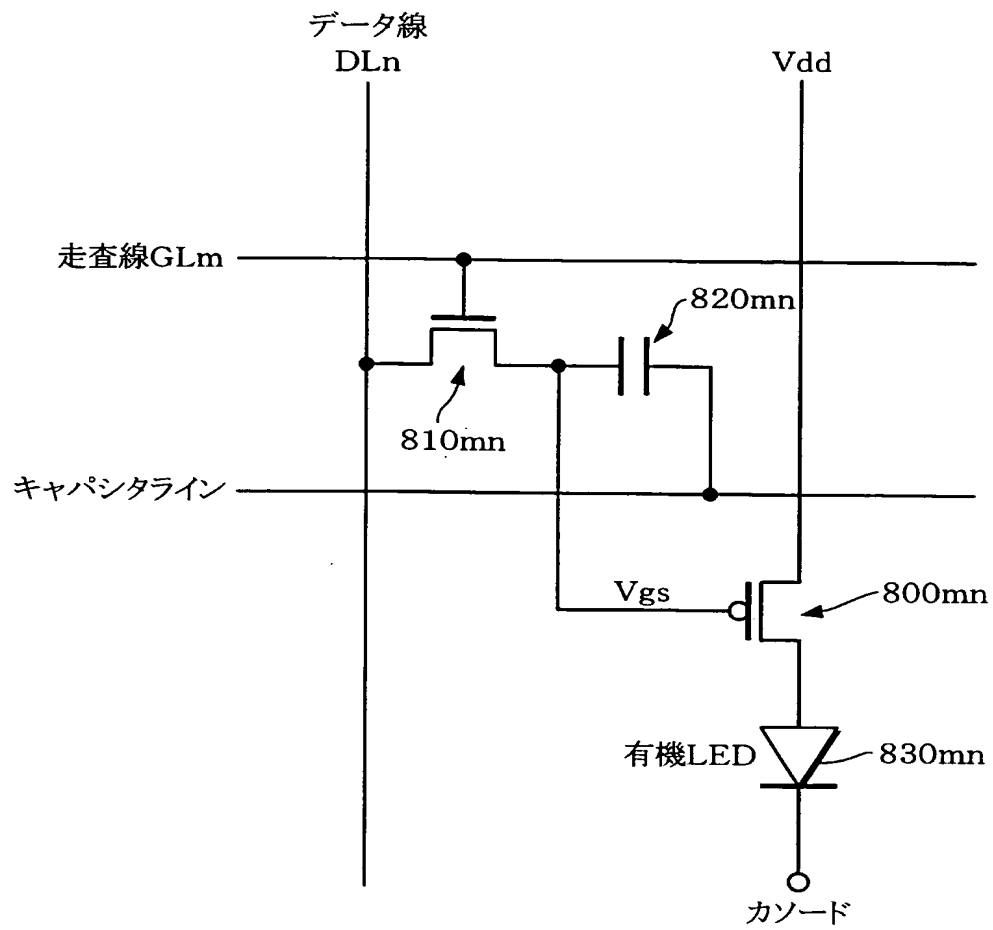 データ線
DLn
Vdd
走査線GLm
820mn
810mn
キャパシタライン
Vgs
800mn
有機LED
830mn
カソード